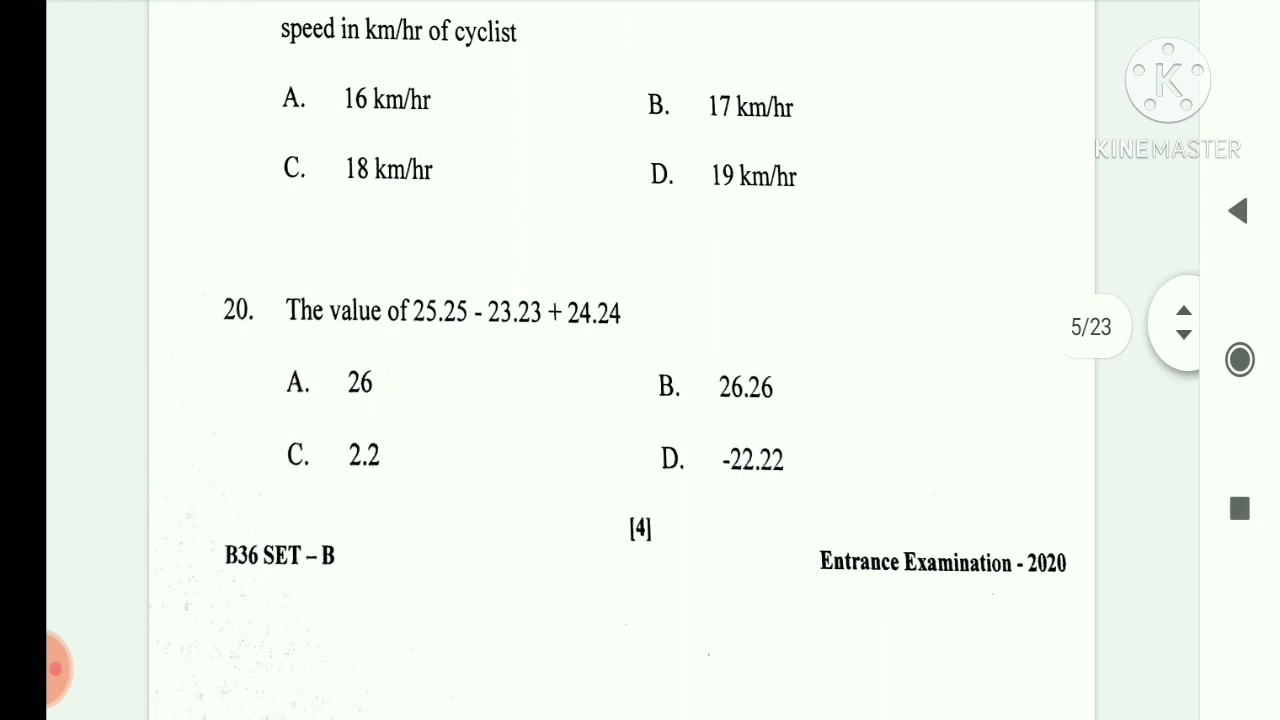 speed in km/hr of cyclist
A. 16 km/hr B. 17 km/hr
C. 18 km/hr D. 19 km/hr
20. The value of 25.25 - 23.23 + 24.24
A. 26 B. 26.26
C. 2.2 D. -22.22
[4]
B36 SET – B Entrance Examination - 2020
K
KINEMASTER
5/23